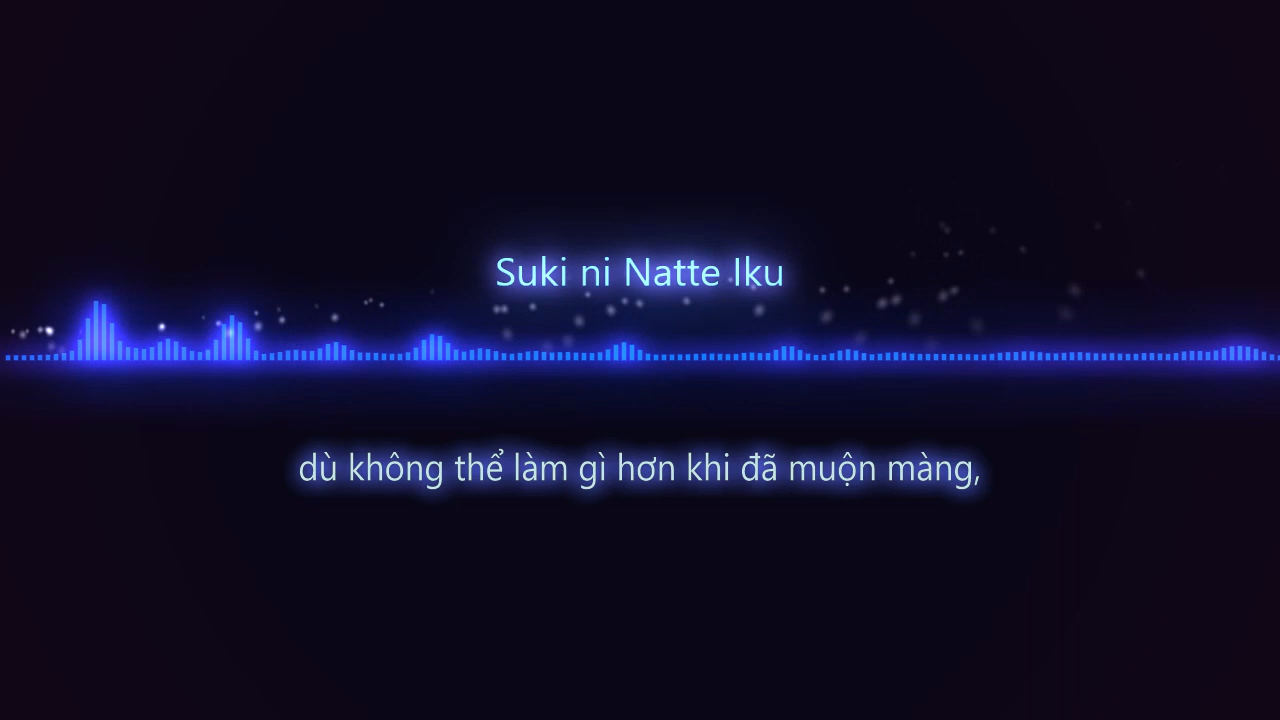 Suki ni Natte Iku
dù không thể làm gì hơn khi đã muộn màng,